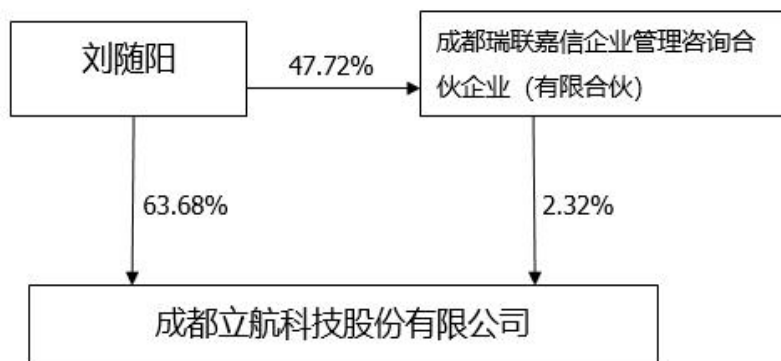 刘随阳
47.72%
成都瑞联嘉信企业管理咨询合
伙企业（有限合伙）
63.68%
2.32%
成都立航科技股份有限公司